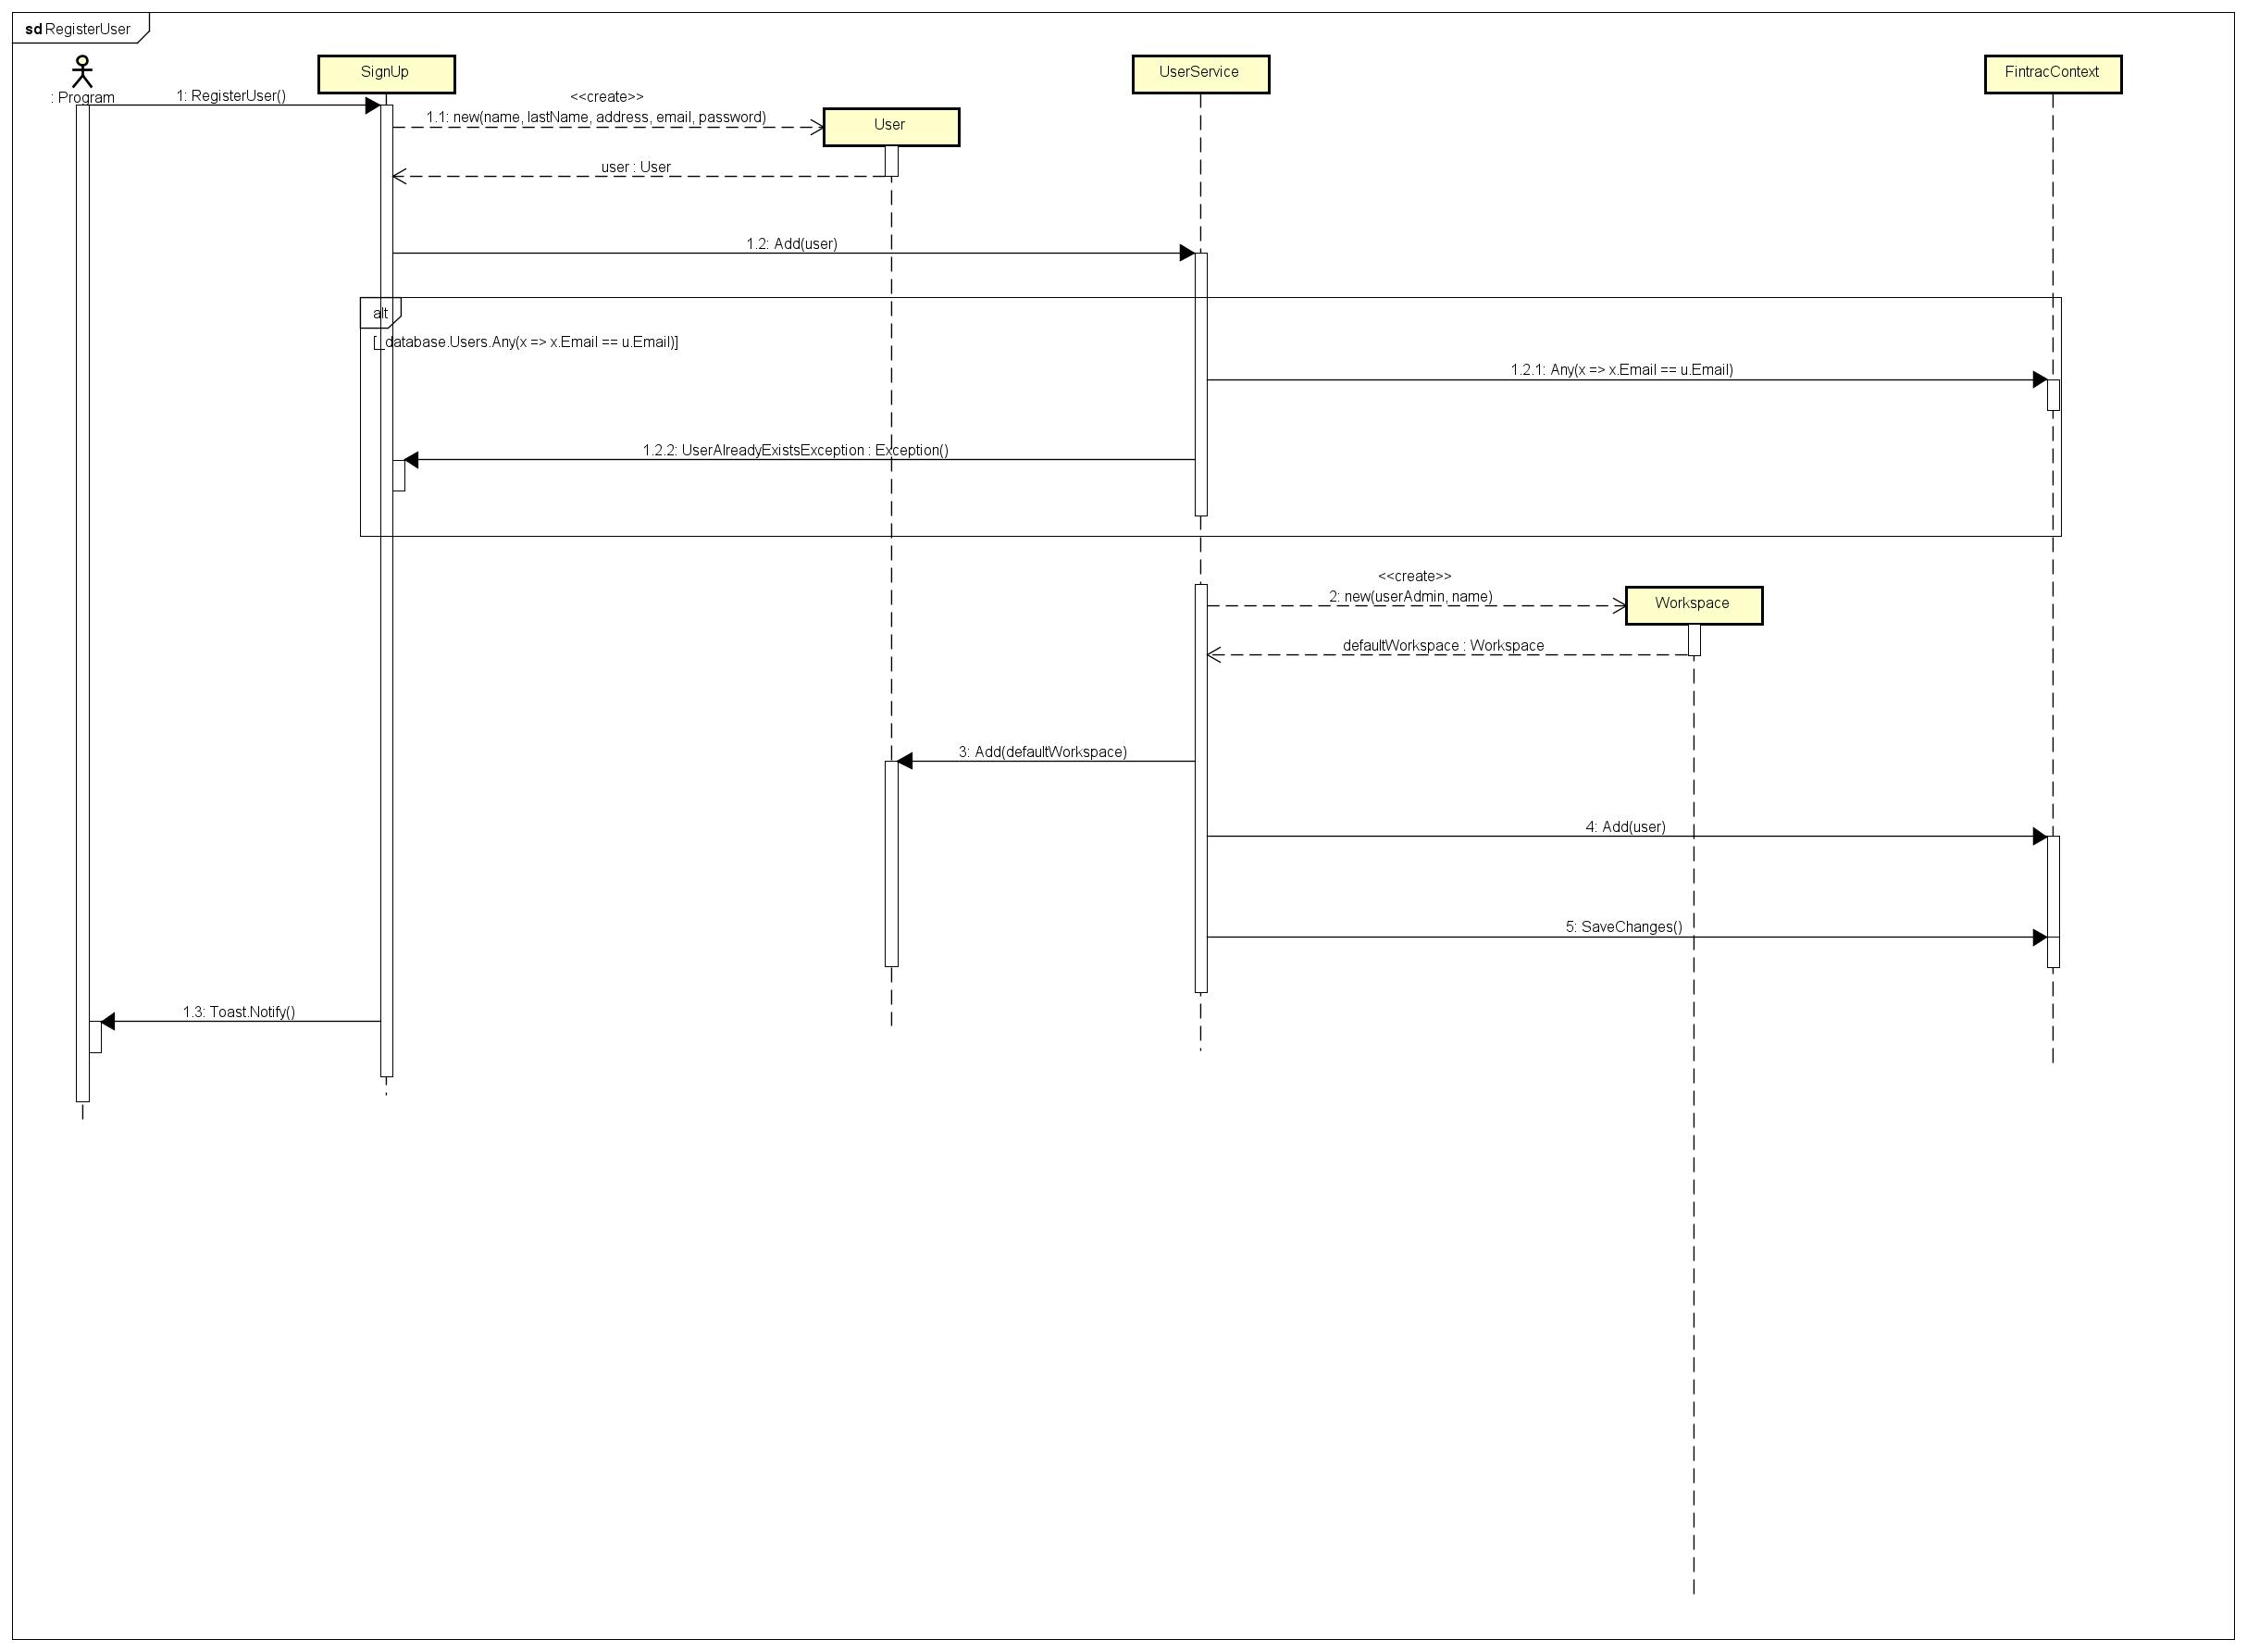 sd RegisterUser
: Program
SignUp
UserService
FintracContext
1: RegisterUser()
<<create>>
1.1: new(name, lastName, address, email, password)
User
user : User
1.2: Add(user)
alt
[_database.Users.Any(x => x.Email == u.Email)]
1.2.1: Any(x => x.Email == u.Email)
1.2.2: UserAlreadyExistsException : Exception()
<<create>>
2: new(userAdmin, name)
Workspace
defaultWorkspace : Workspace
3: Add(defaultWorkspace)
4: Add(user)
5: SaveChanges()
1.3: Toast.Notify()